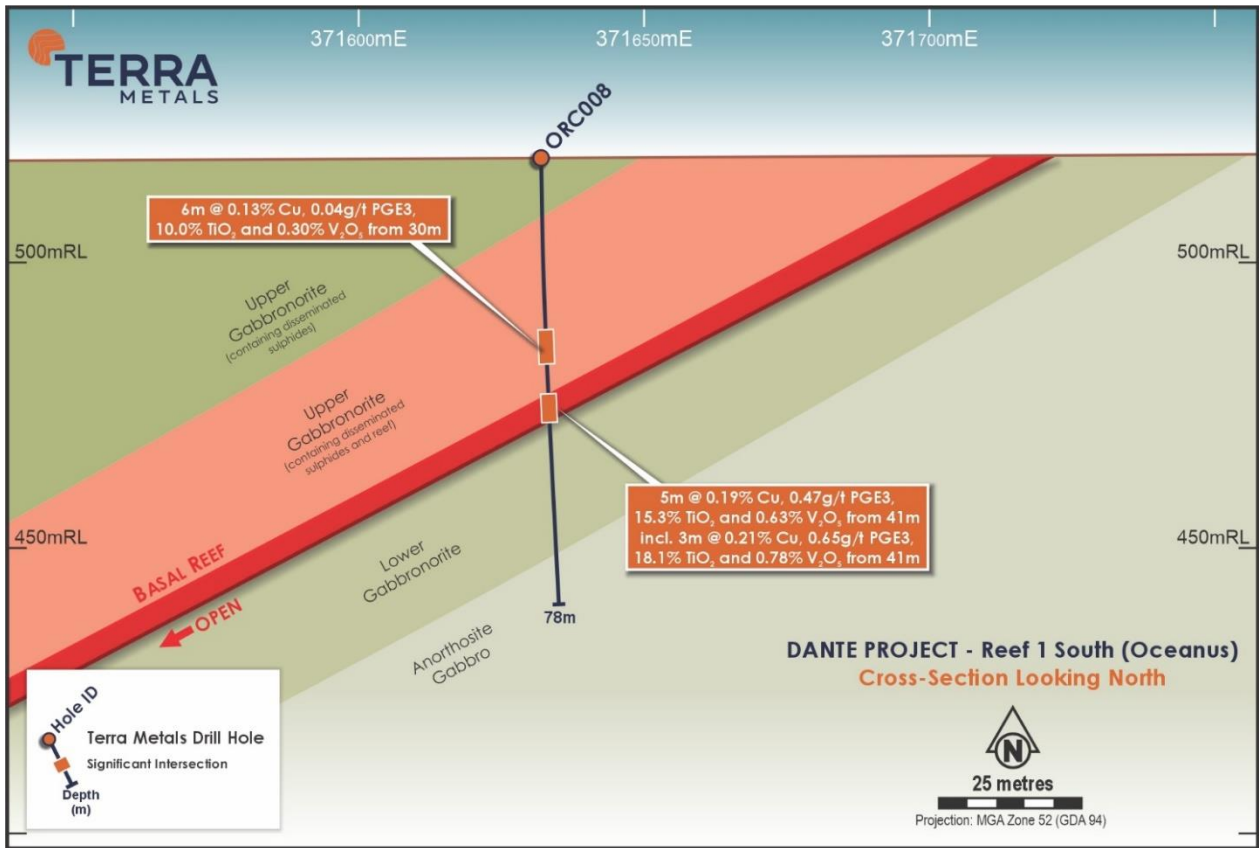 371600mE
371650mE
371700mE
TERRA
METALS
ORC008
6m @ 0.13% Cu, 0.04g/t PGE3,
10.0% TiO₂ and 0.30% V₂O₅ from 30m
500mRL
500mRL
Upper
Gabbronorite
(containing disseminated
sulphides)
Upper
Gabbronorite
(containing disseminated
sulphides and reef)
5m @ 0.19% Cu, 0.47g/t PGE3,
15.3% TiO₂ and 0.63% V₂O₅ from 41m
incl. 3m @ 0.21% Cu, 0.65g/t PGE3,
18.1% TiO₂ and 0.78% V₂O₅ from 41m
450mRL
450mRL
BASAL REEF
OPEN
Lower
Gabbronorite
78m
Anorthosite
Gabbro
DANTE PROJECT - Reef 1 South (Oceanus)
Cross-Section Looking North
Hole ID
Terra Metals Drill Hole
Significant Intersection
Depth
(m)
N
25 metres
Projection: MGA Zone 52 (GDA 94)